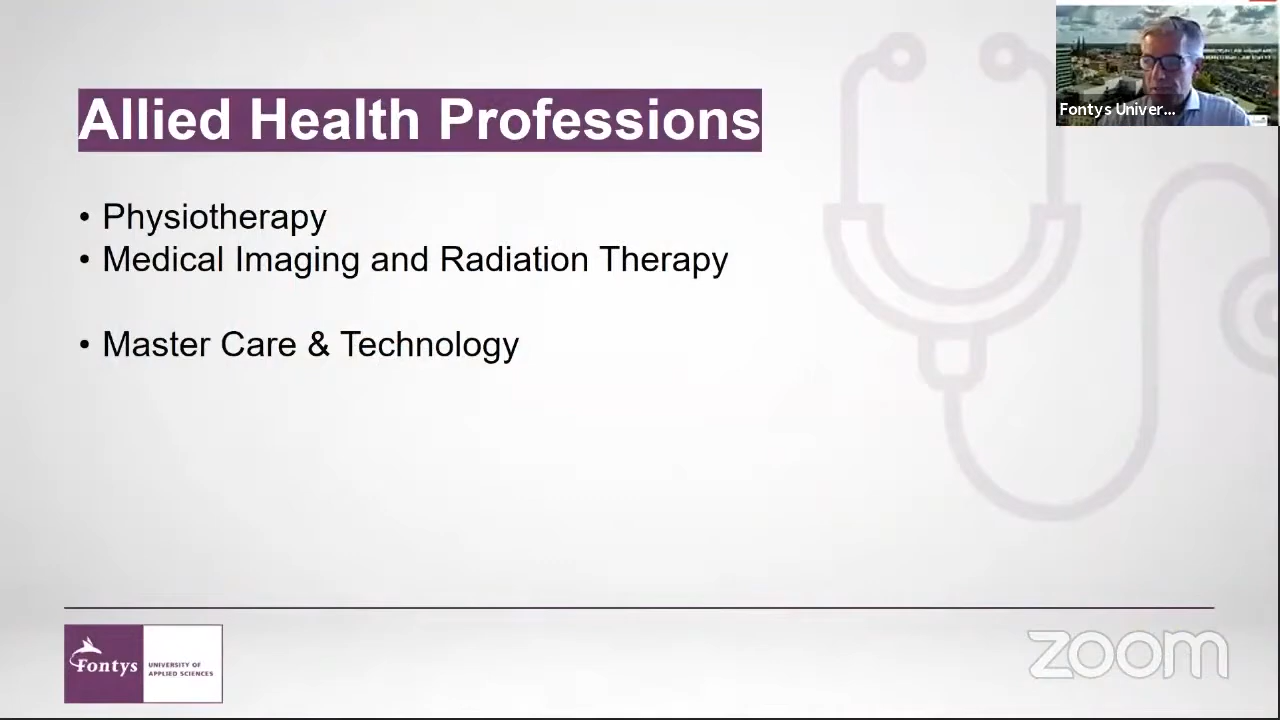 Allied Health Professions
Fontys Univer...
• Physiotherapy
• Medical Imaging and Radiation Therapy
• Master Care & Technology
Fontys
UNIVERSITY OF
APPLIED SCIENCES
zoom